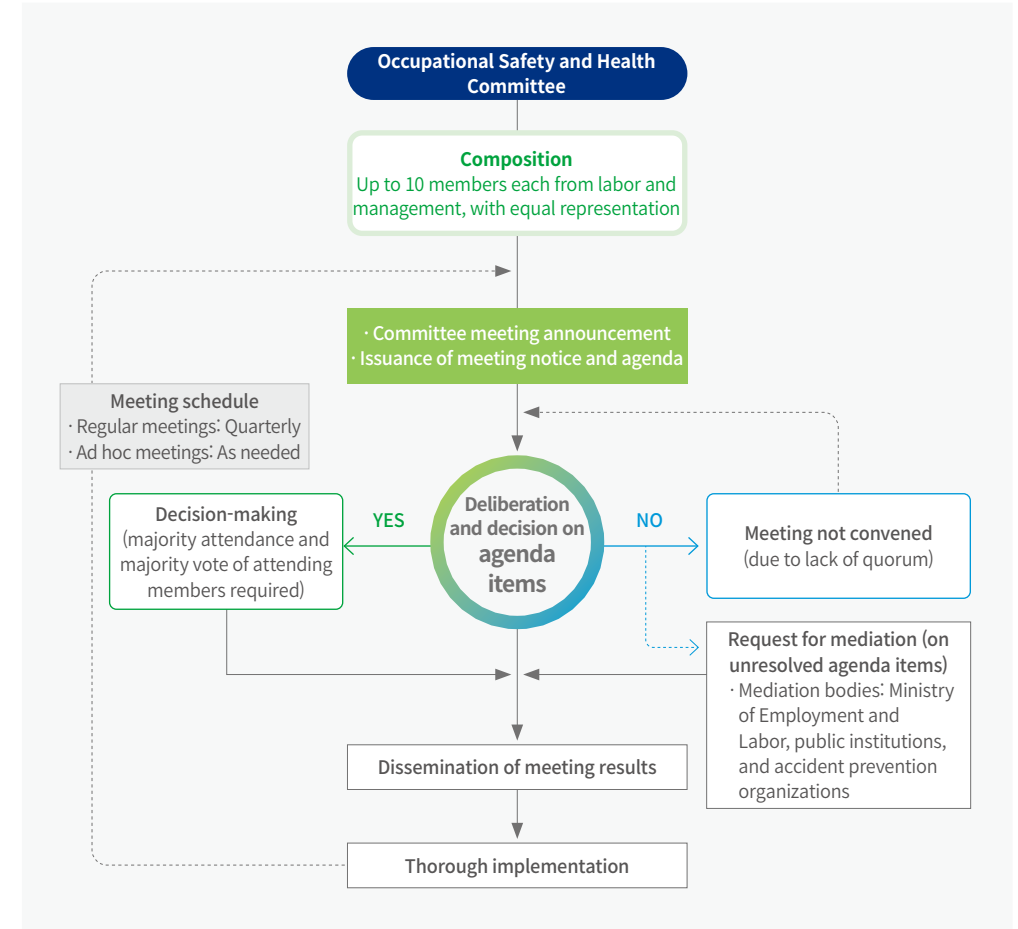 Occupational Safety and Health
Committee
Composition
Up to 10 members each from labor and
management, with equal representation
· Committee meeting announcement
· Issuance of meeting notice and agenda
Meeting schedule
· Regular meetings: Quarterly
· Ad hoc meetings: As needed
Deliberation
and decision on
agenda
items
YES
NO
Decision-making
(majority attendance and
majority vote of attending
members required)
Meeting not convened
(due to lack of quorum)
Request for mediation (on
unresolved agenda items)
· Mediation bodies: Ministry
of Employment and
Labor, public institutions,
and accident prevention
organizations
Dissemination of meeting results
Thorough implementation